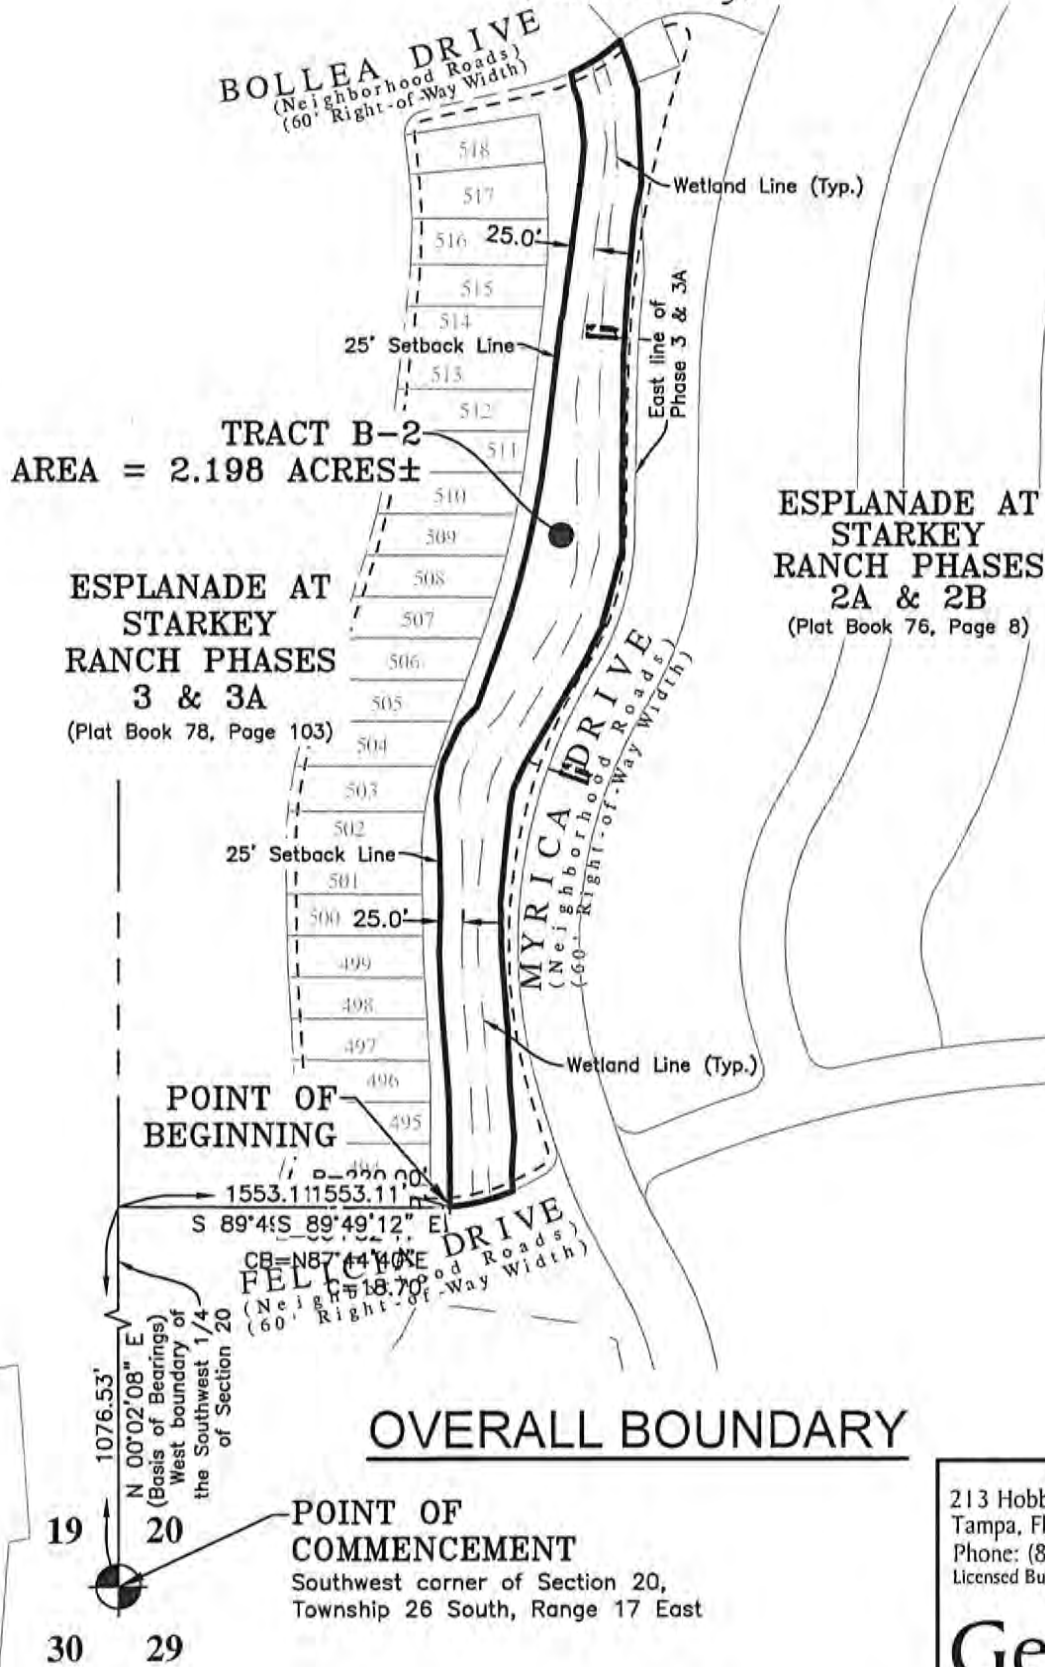 BOLLEA DRIVE
(Neighborhood Roads)
(60' Right-of-Way Width)
518
517
516
25.0'
515
514
25' Setback Line
513
512
511
510
509
508
507
506
505
504
503
502
25' Setback Line
501
500
25.0'
499
498
497
496
495
Wetland Line (Typ.)
East line of
Phase 3 & 3A
TRACT B-2
AREA = 2.198 ACRES±
ESPLANADE AT
STARKEY
RANCH PHASES
3 & 3A
(Plat Book 78, Page 103)
ESPLANADE AT
STARKEY
RANCH PHASES
2A & 2B
(Plat Book 76, Page 8)
MYRICA DRIVE
(Neighborhood Roads)
(60' Right-of-Way Width)
Wetland Line (Typ.)
POINT OF
BEGINNING
1553.11'
S 89°49'12" E
CB=N87°44'40"E
C=18.70'
FELICIA DRIVE
(Neighborhood Roads)
(60' Right-of-Way Width)
1076.53'
N 00°02'08" E
(Basis of Bearings)
West boundary of
the Southwest 1/4
of Section 20
OVERALL BOUNDARY
POINT OF
COMMENCEMENT
Southwest corner of Section 20,
Township 26 South, Range 17 East
19 20
30 29
213 Hobb
Tampa, Fl
Phone: (8
Licensed Bu
Ge